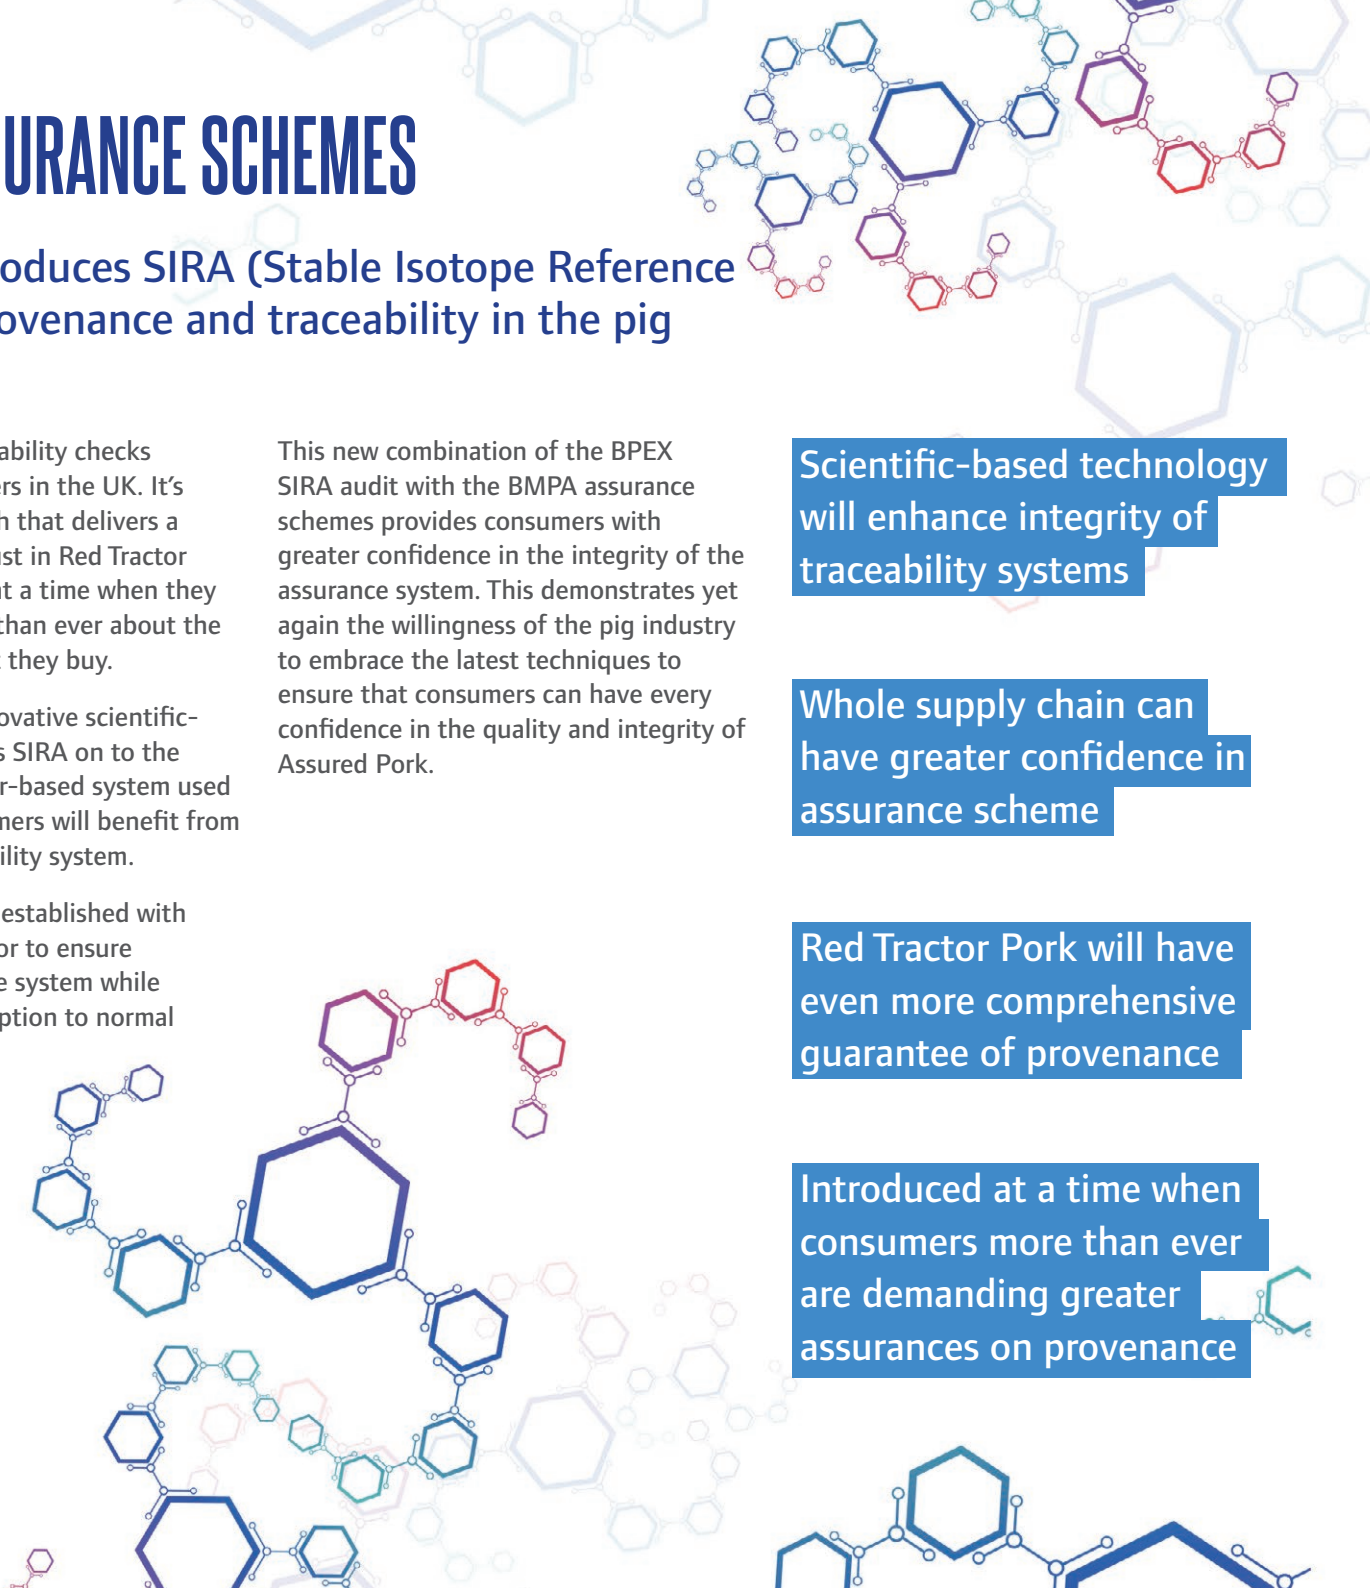 URANCE SCHEMES
oduces SIRA (Stable Isotope Reference
ovenance and traceability in the pig
ability checks
ers in the UK. It’s
h that delivers a
ust in Red Tractor
at a time when they
than ever about the
they buy.
ovative scientific-
s SIRA on to the
r-based system used
mers will benefit from
ility system.
established with
or to ensure
e system while
ption to normal
This new combination of the BPEX
SIRA audit with the BMPA assurance
schemes provides consumers with
greater confidence in the integrity of the
assurance system. This demonstrates yet
again the willingness of the pig industry
to embrace the latest techniques to
ensure that consumers can have every
confidence in the quality and integrity of
Assured Pork.
Scientific-based technology
will enhance integrity of
traceability systems
Whole supply chain can
have greater confidence in
assurance scheme
Red Tractor Pork will have
even more comprehensive
guarantee of provenance
Introduced at a time when
consumers more than ever
are demanding greater
assurances on provenance